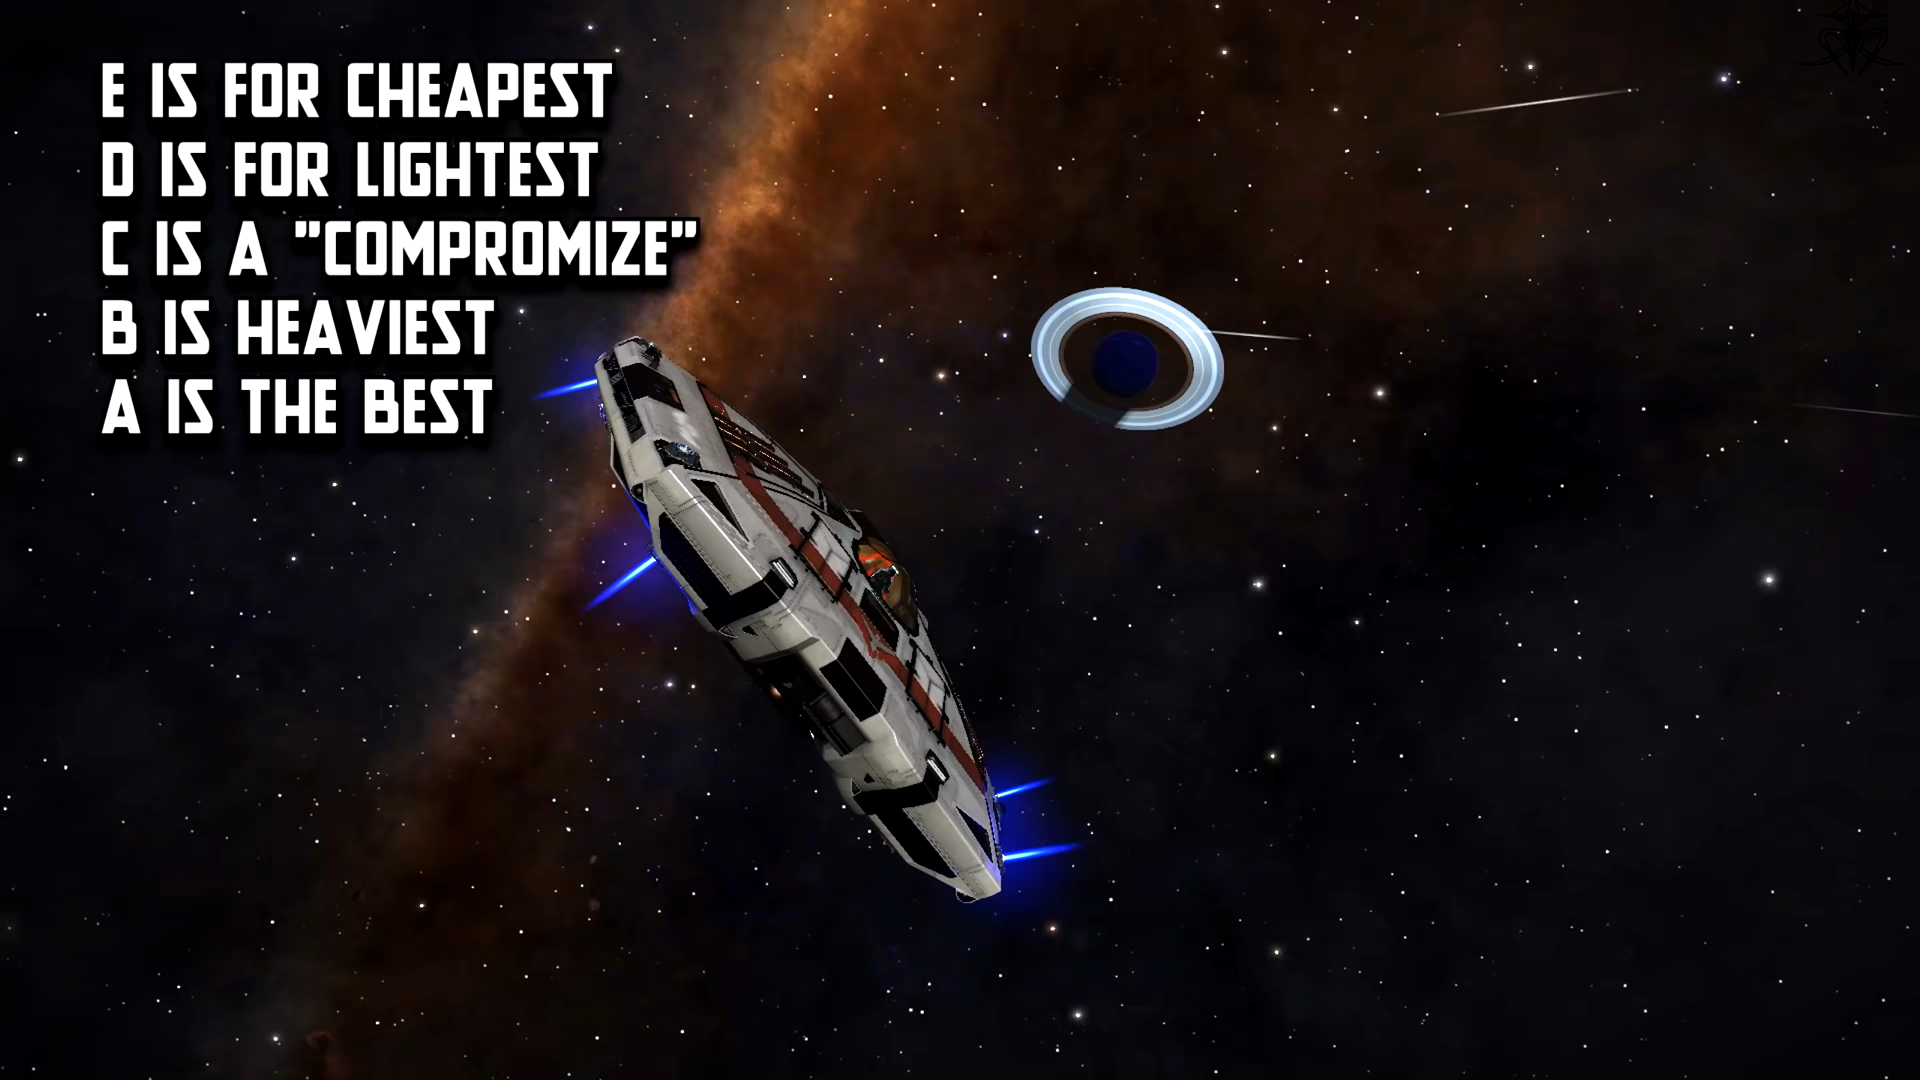 E IS FOR CHEAPEST
D IS FOR LIGHTEST
C IS A "COMPROMIZE"
B IS HEAVIEST
A IS THE BEST